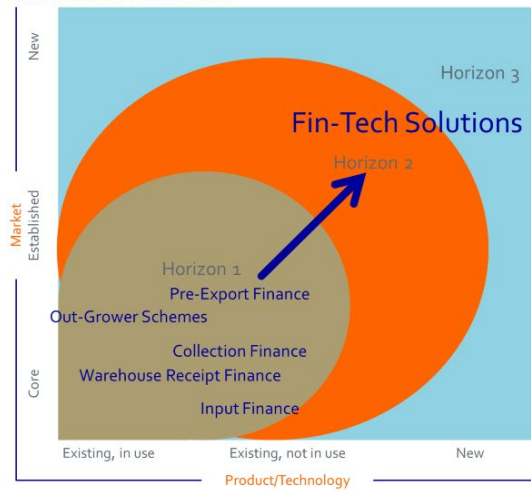 New
Horizon 3
Fin-Tech Solutions
Horizon 2
Market
Established
Horizon 1
Pre-Export Finance
Out-Grower Schemes
Collection Finance
Warehouse Receipt Finance
Core
Input Finance
Existing, in use
Existing, not in use
New
Product/Technology